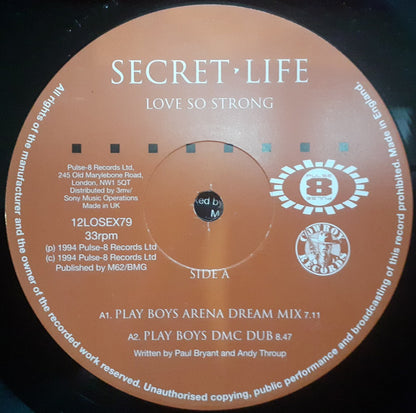 SECRET LIFE
LOVE SO STRONG
Pulse-8 Records Ltd,
245 Old Marylebone Road,
London, NW1 5QT
Distributed by 3mv/
Sony Music Operations
Made in UK
12LOSEX79
33rpm
(p) 1994 Pulse-8 Records Ltd
(c) 1994 Pulse-8 Records Ltd
Published by M62/BMG
8
COWBOY
RECORDS
SIDE A
A1. PLAY BOYS ARENA DREAM MIX 7.11
A2. PLAY BOYS DMC DUB 8.47
Written by Paul Bryant and Andy Throup
All rights of the manufacturer and the owner of the recorded work reserved. Unauthorised copying, public performance and broadcasting of this record prohibited. Made in England.